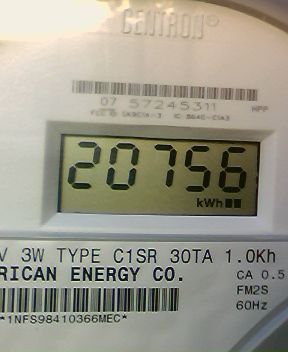 CENTRON®
07 57245311 HPP
20756
kWh
V 3W TYPE C1SR 30TA 1.0Kh
RICAN ENERGY CO. CA 0.5
FM2S
*1NFS98410366MEC* 60Hz